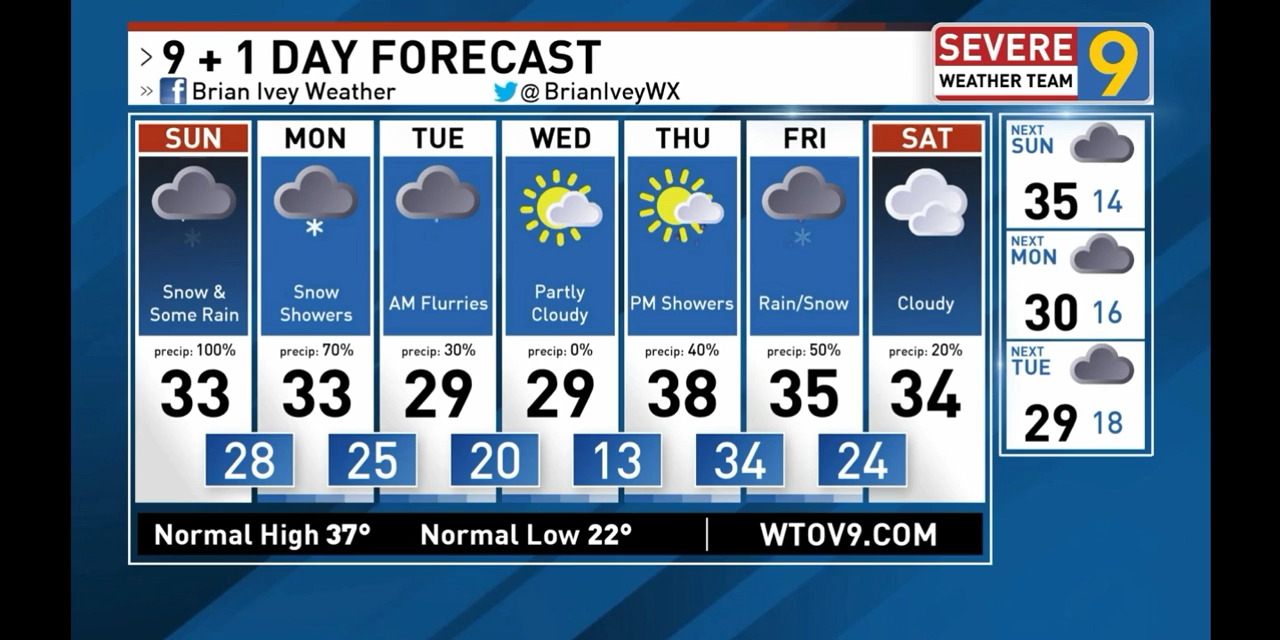 > 9 + 1 DAY FORECAST
» f Brian Ivey Weather @BrianIveyWX
SEVERE
WEATHER TEAM 9
SUN MON TUE WED THU FRI SAT
Snow &
Some Rain
Snow
Showers
AM Flurries
Partly
Cloudy
PM Showers
Rain/Snow
Cloudy
precip: 100% precip: 70% precip: 30% precip: 0% precip: 40% precip: 50% precip: 20%
33 33 29 29 38 35 34
28 25 20 13 34 24
NEXT
SUN
35 14
NEXT
MON
30 16
NEXT
TUE
29 18
Normal High 37° Normal Low 22° | WTOV9.COM